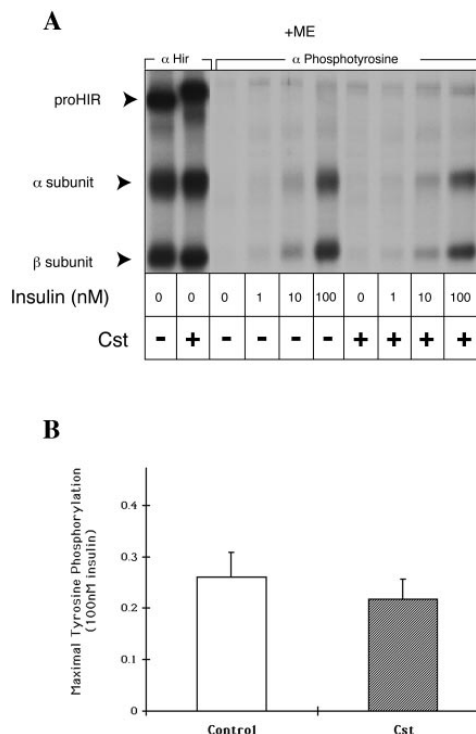 A
+ME
α Hir α Phosphotyrosine
proHIR
α subunit
β subunit
Insulin (nM) 0 0 0 1 10 100 0 1 10 100
Cst - + - - - - + + + +
B
Maximal Tyrosine Phosphorylation
(100nM insulin)
0.4
0.3
0.2
0.1
0
Control Cst